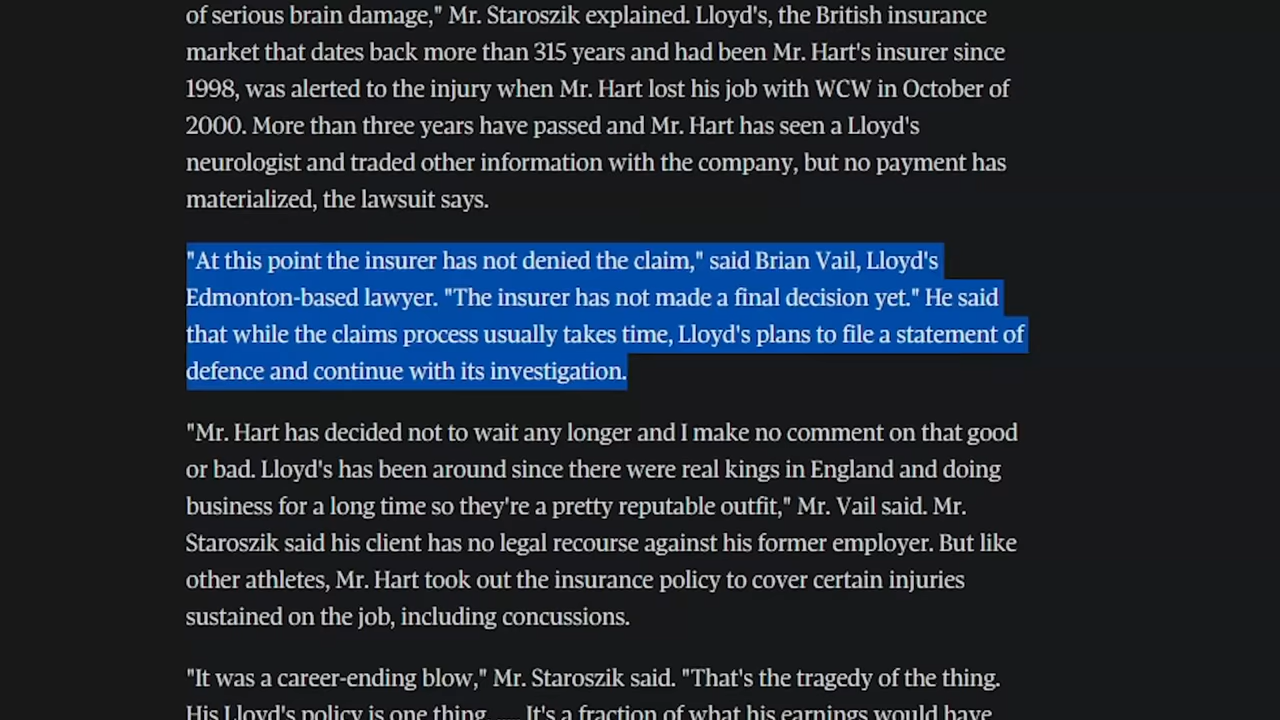 of serious brain damage," Mr. Staroszik explained. Lloyd's, the British insurance
market that dates back more than 315 years and had been Mr. Hart's insurer since
1998, was alerted to the injury when Mr. Hart lost his job with WCW in October of
2000. More than three years have passed and Mr. Hart has seen a Lloyd's
neurologist and traded other information with the company, but no payment has
materialized, the lawsuit says.
"At this point the insurer has not denied the claim," said Brian Vail, Lloyd's
Edmonton-based lawyer. "The insurer has not made a final decision yet." He said
that while the claims process usually takes time, Lloyd's plans to file a statement of
defence and continue with its investigation.
"Mr. Hart has decided not to wait any longer and I make no comment on that good
or bad. Lloyd's has been around since there were real kings in England and doing
business for a long time so they're a pretty reputable outfit," Mr. Vail said. Mr.
Staroszik said his client has no legal recourse against his former employer. But like
other athletes, Mr. Hart took out the insurance policy to cover certain injuries
sustained on the job, including concussions.
"It was a career-ending blow," Mr. Staroszik said. "That's the tragedy of the thing.
His Lloyd's policy is one thing. ... It's a fraction of what his earnings would have